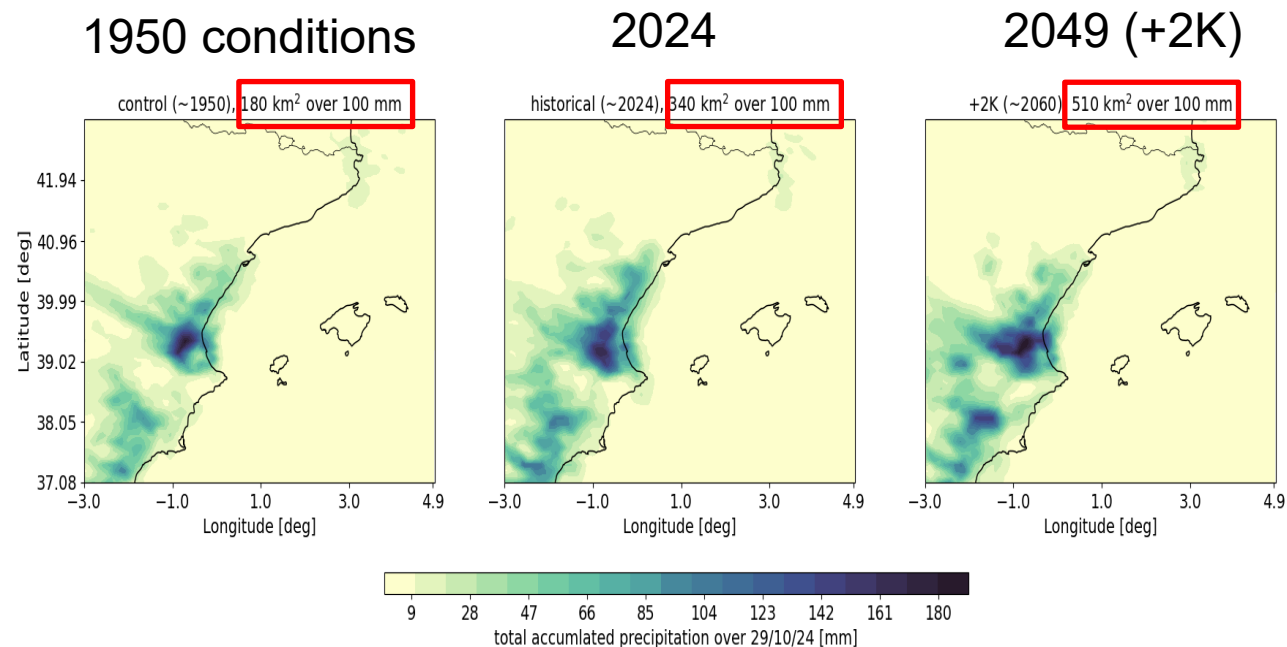 1950 conditions
2024
2049 (+2K)
control (~1950), 180 km² over 100 mm
historical (~2024), 340 km² over 100 mm
+2K (~2060) 510 km² over 100 mm
Latitude [deg]
41.94
40.96
39.99
39.02
38.05
37.08
−3.0 −1.0 1.0 3.0 4.9
−3.0 −1.0 1.0 3.0 4.9
−3.0 −1.0 1.0 3.0 4.9
Longitude [deg]
Longitude [deg]
Longitude [deg]
9 28 47 66 85 104 123 142 161 180
total accumlated precipitation over 29/10/24 [mm]